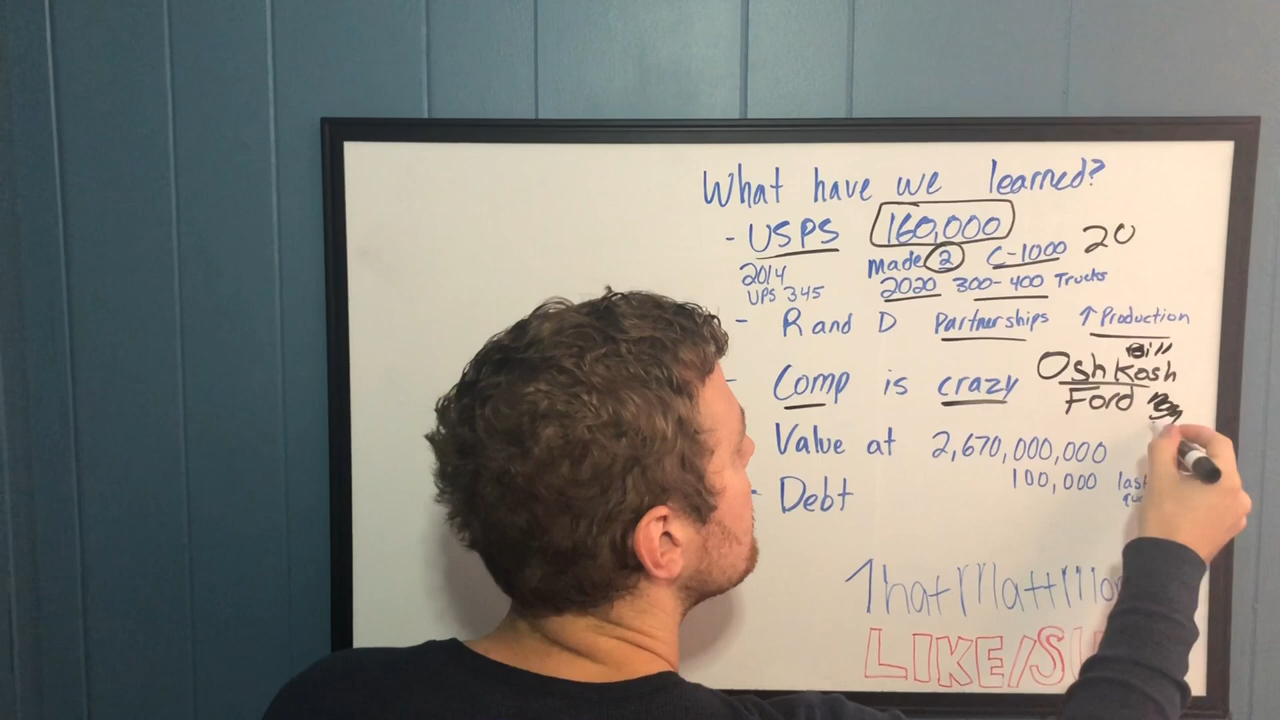 What have we learned?
- USPS 160,000
2014 Made 2 C-1000 20
UPS 345 2020 300-400 Trucks
- R and D Partnerships ↑ Production
- Comp is crazy Oshkosh Bill
Ford
Value at 2,670,000,000
- Debt 100,000 last
LIKE/SU